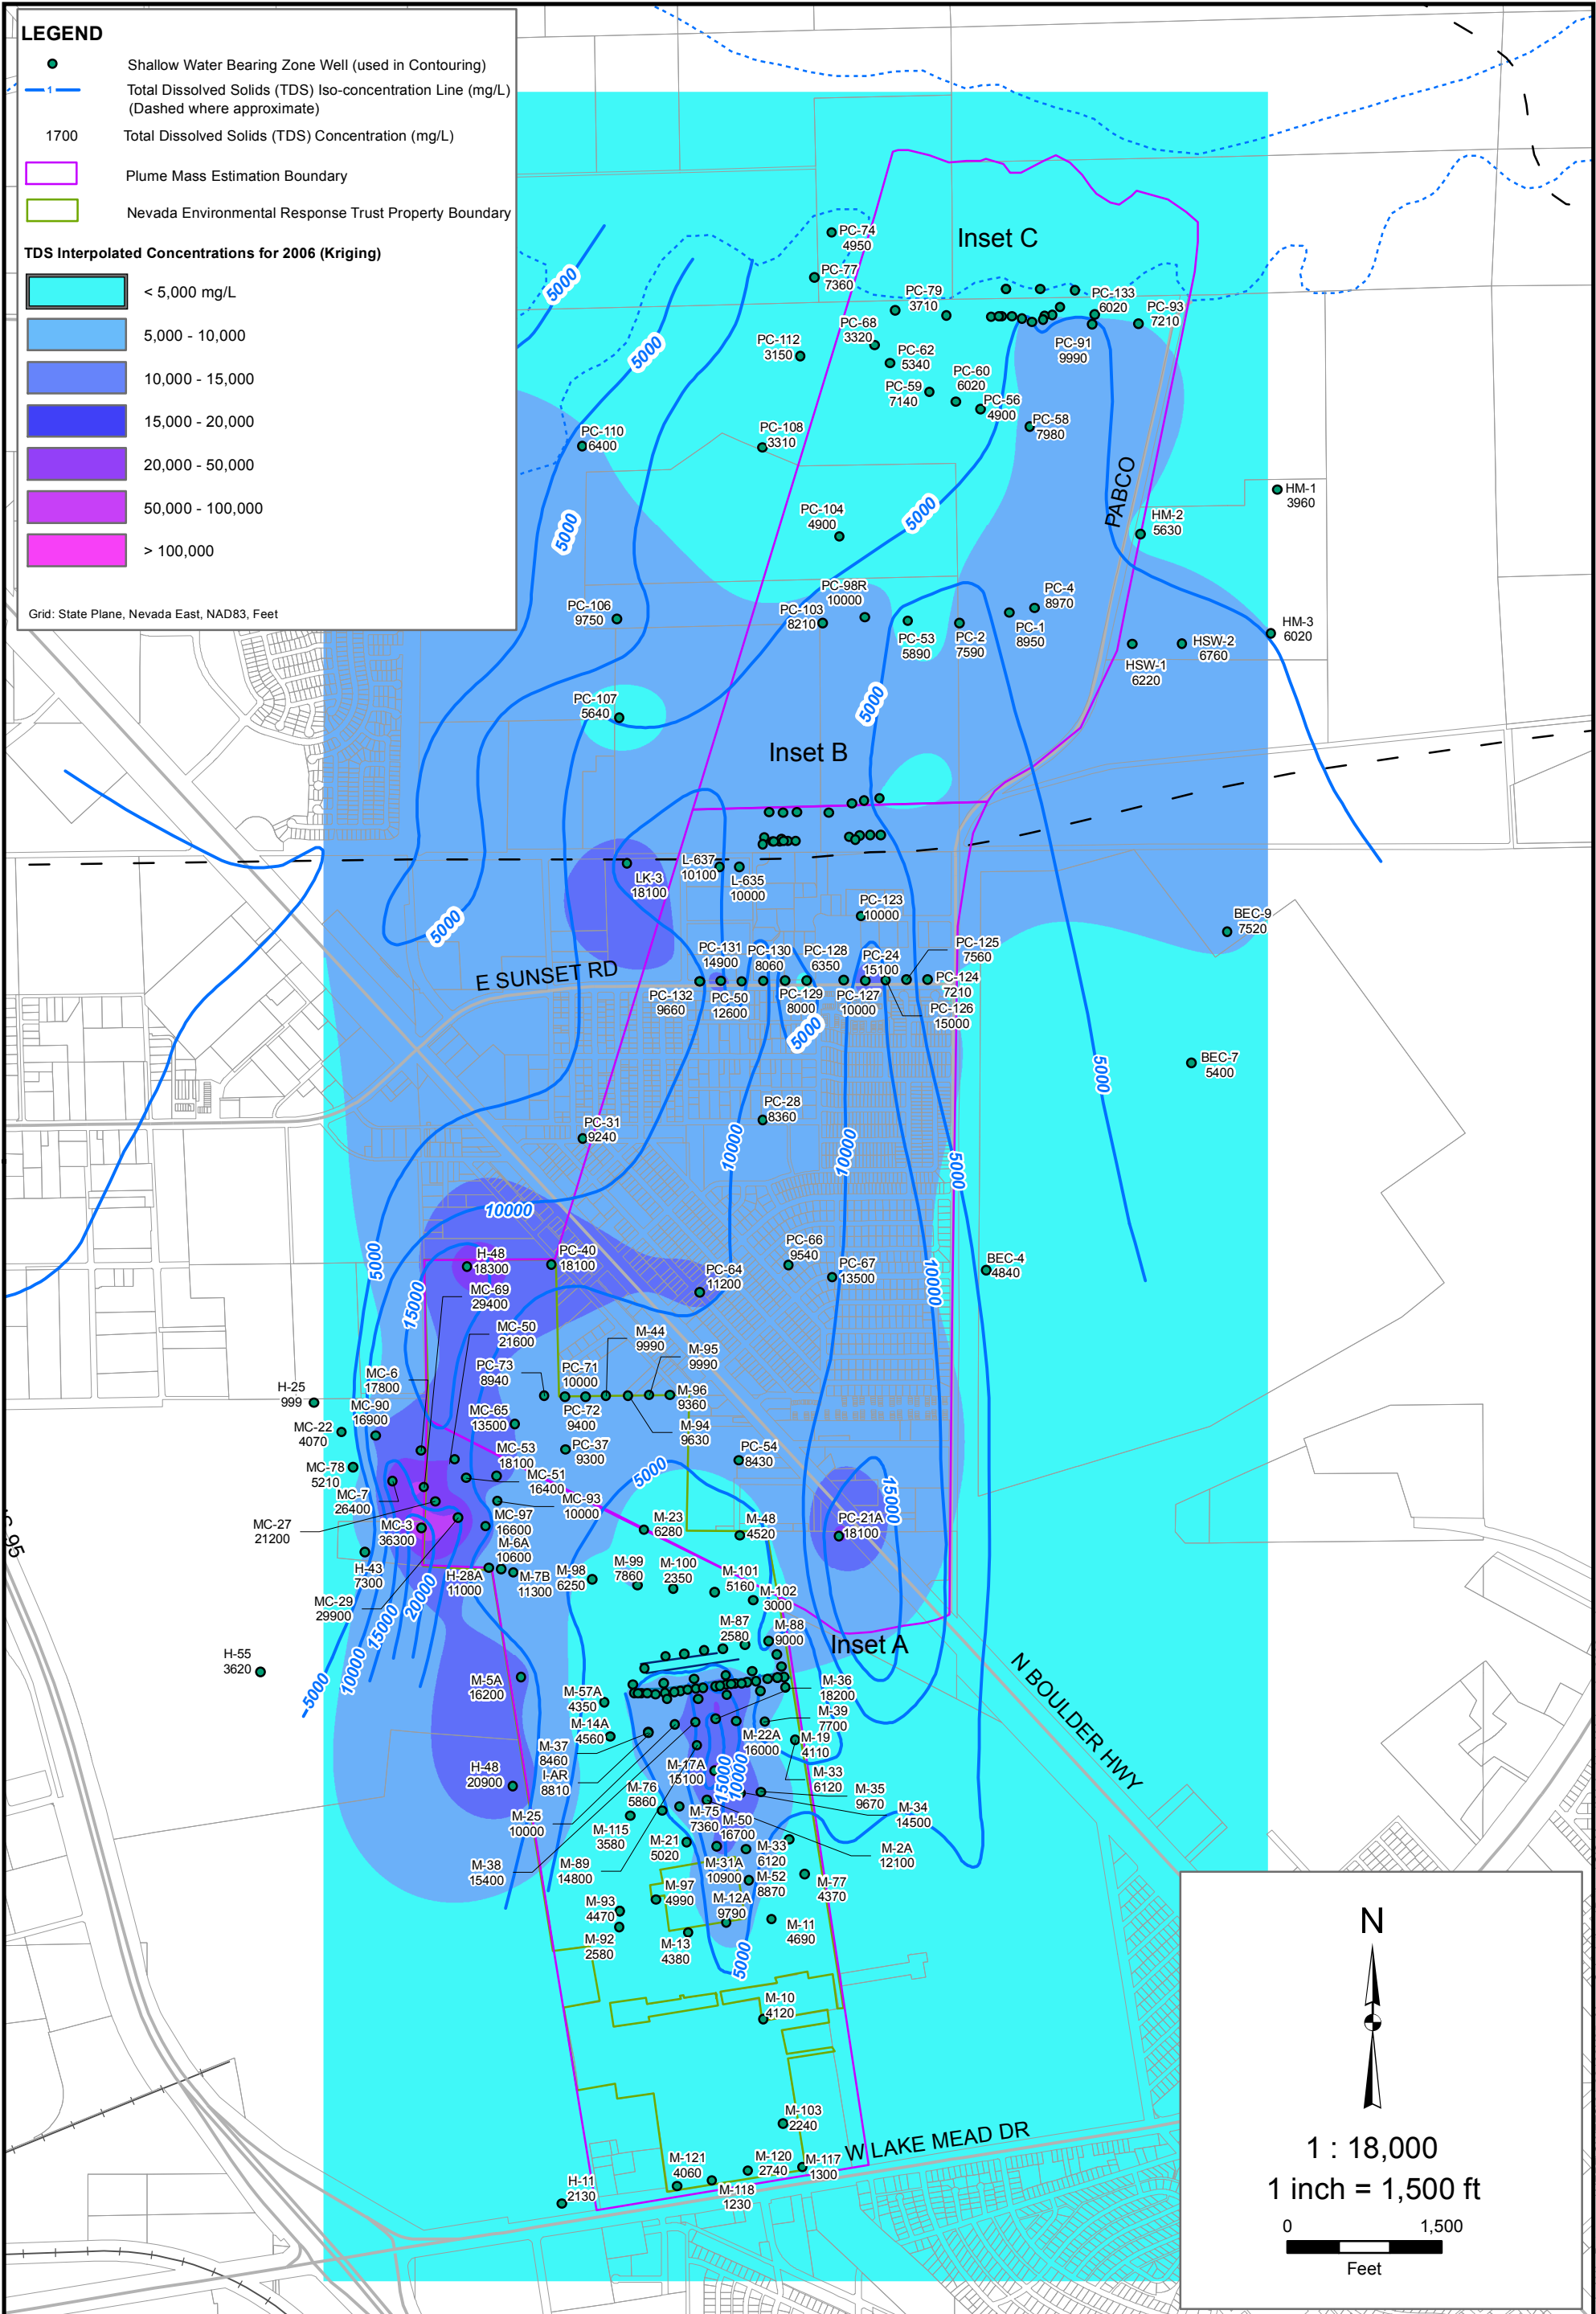 LEGEND
Shallow Water Bearing Zone Well (used in Contouring)
1
Total Dissolved Solids (TDS) Iso-concentration Line (mg/L)
(Dashed where approximate)
1700
Total Dissolved Solids (TDS) Concentration (mg/L)
Plume Mass Estimation Boundary
Nevada Environmental Response Trust Property Boundary
TDS Interpolated Concentrations for 2006 (Kriging)
< 5,000 mg/L
5,000 - 10,000
10,000 - 15,000
15,000 - 20,000
20,000 - 50,000
50,000 - 100,000
> 100,000
Grid: State Plane, Nevada East, NAD83, Feet
PC-74
4950
Inset C
PC-77
7360
5000
PC-79
3710
PC-133
6020
PC-93
7210
PC-68
3320
PC-112
3150
5000
PC-62
5340
PC-91
9990
PC-60
6020
PC-59
7140
PC-56
4900
PC-58
7980
PC-110
6400
PC-108
3310
PABCO
HM-1
3960
PC-104
4900
5000
5000
HM-2
5630
PC-98R
10000
PC-106
9750
PC-103
8210
PC-4
8970
PC-53
5890
PC-2
7590
PC-1
8950
HM-3
6020
HSW-2
6760
HSW-1
6220
PC-107
5640
5000
Inset B
LK-3
18100
L-637
10100
L-635
10000
5000
PC-123
10000
BEC-9
7520
E SUNSET RD
PC-131
14900
PC-130
8060
PC-128
6350
PC-24
15100
PC-125
7560
PC-124
7210
PC-132
9660
PC-50
12600
PC-129
8000
PC-127
10000
PC-126
15000
5000
BEC-7
5400
5000
PC-28
8360
PC-31
9240
10000
10000
5000
10000
5000
H-48
18300
PC-40
18100
PC-66
9540
PC-67
13500
BEC-4
4840
PC-64
11200
10000
15000
MC-69
29400
MC-50
21600
M-44
9990
M-95
9990
PC-73
8940
PC-71
10000
MC-6
17800
H-25
999
MC-90
16900
M-96
9360
MC-65
13500
PC-72
9400
M-94
9630
MC-22
4070
PC-37
9300
PC-54
8430
MC-53
18100
MC-78
5210
MC-51
16400
5000
15000
MC-7
26400
MC-93
10000
MC-27
21200
MC-3
36300
MC-97
16600
M-23
6280
M-48
4520
PC-21A
18100
M-6A
10600
H-43
7300
H-28A
11000
M-7B
11300
M-98
6250
M-99
7860
M-100
2350
M-101
5160
M-102
3000
MC-29
29900
20000
15000
10000
5000
M-87
2580
M-88
9000
Inset A
H-55
3620
N BOULDER HWY
M-5A
16200
M-57A
4350
M-36
18200
M-14A
4560
M-39
7700
M-37
8460
M-22A
16000
M-19
4110
I-AR
8810
M-17A
15100
H-48
20900
15000
10000
M-33
6120
M-76
5860
M-35
9670
M-25
10000
M-75
7360
M-34
14500
M-115
3580
M-50
16700
M-21
5020
M-33
6120
M-2A
12100
M-38
15400
M-89
14800
M-31A
10900
M-52
8870
M-77
4370
M-97
4990
M-93
4470
M-12A
9790
M-11
4690
M-92
2580
M-13
4380
5000
M-10
4120
M-103
2240
W LAKE MEAD DR
M-121
4060
M-120
2740
M-117
1300
H-11
2130
M-118
1230
N
1 : 18,000
1 inch = 1,500 ft
0 1,500
Feet